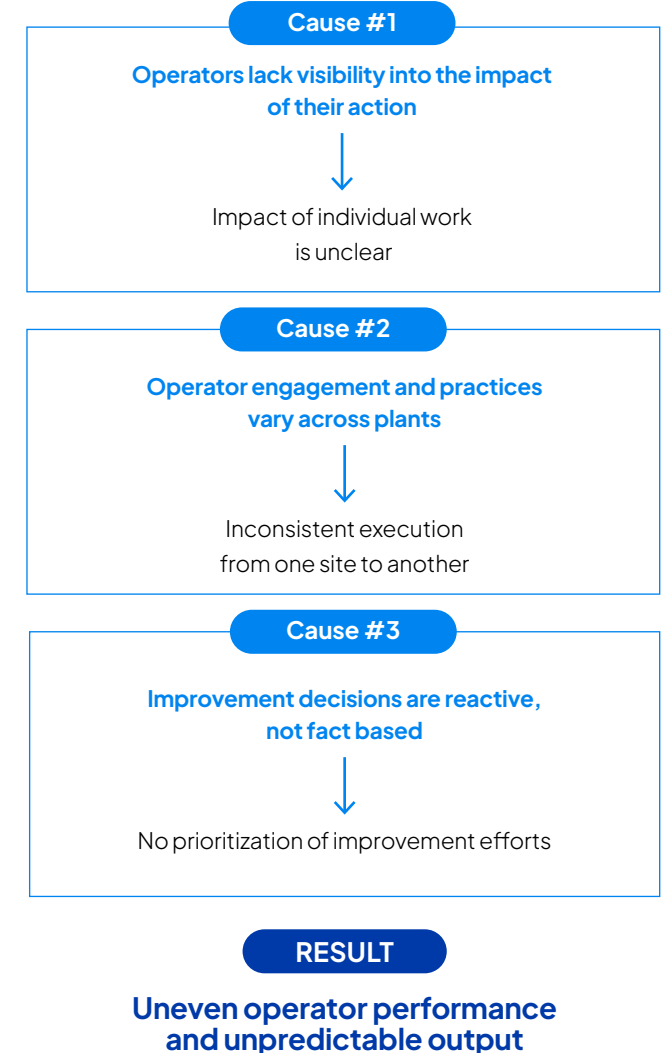 Cause #1
Operators lack visibility into the impact
of their action
Impact of individual work
is unclear
Cause #2
Operator engagement and practices
vary across plants
Inconsistent execution
from one site to another
Cause #3
Improvement decisions are reactive,
not fact based
No prioritization of improvement efforts
RESULT
Uneven operator performance
and unpredictable output